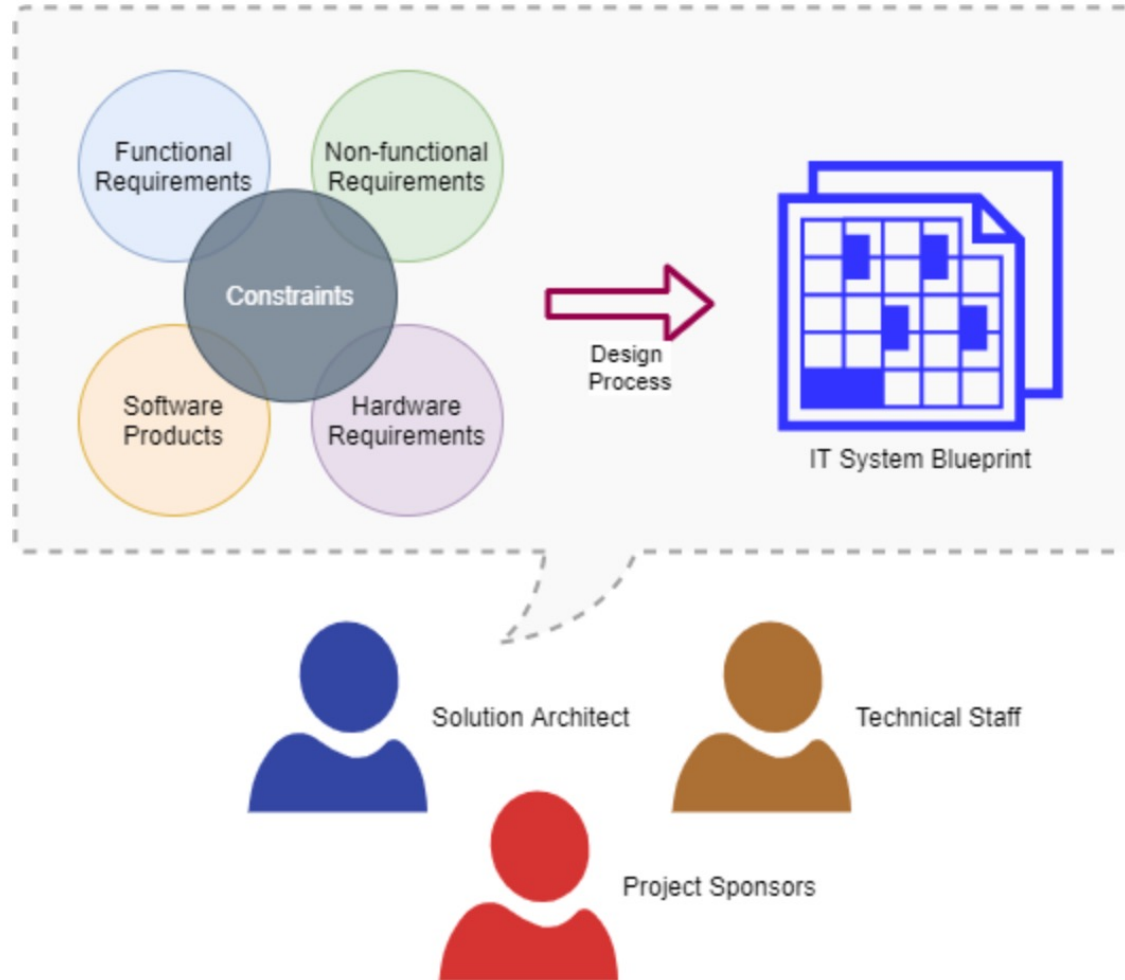 Functional
Requirements
Non-functional
Requirements
Constraints
Software
Products
Hardware
Requirements
Design
Process
IT System Blueprint
Solution Architect
Technical Staff
Project Sponsors